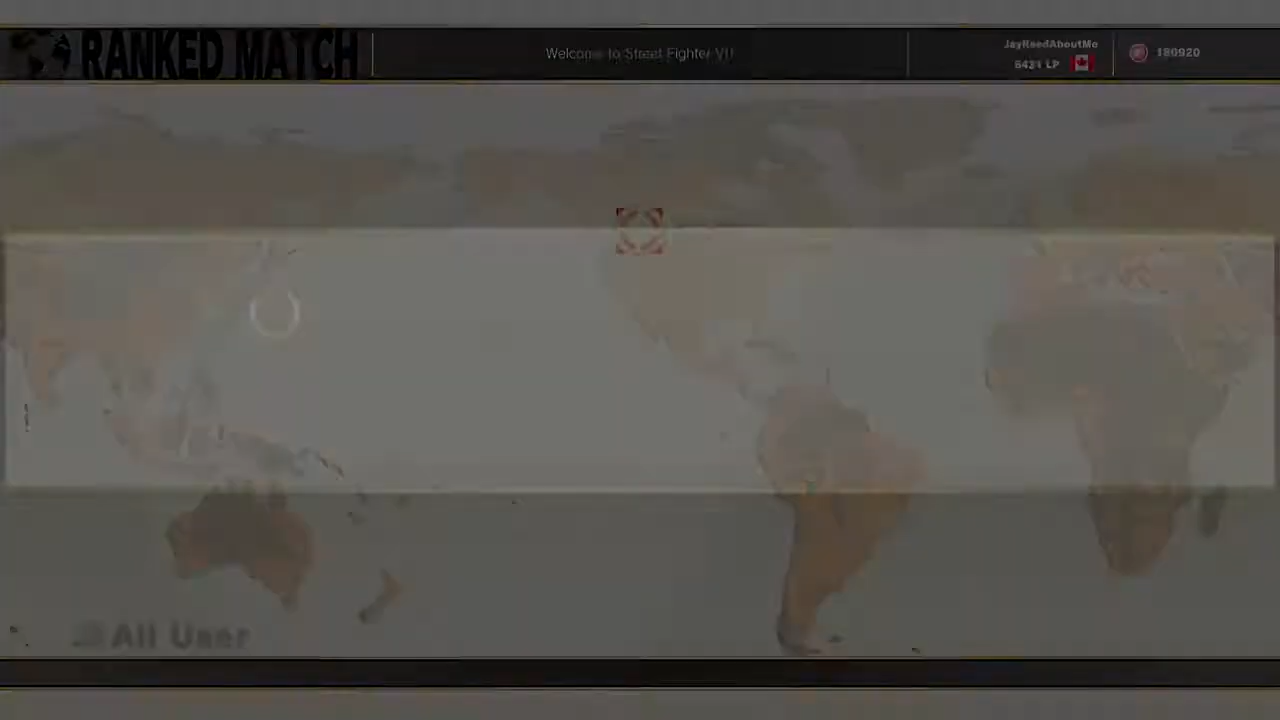 RANKED MATCH
Welcome to Street Fighter V!!
JayReedAboutMe
6421 LP
180920
All User